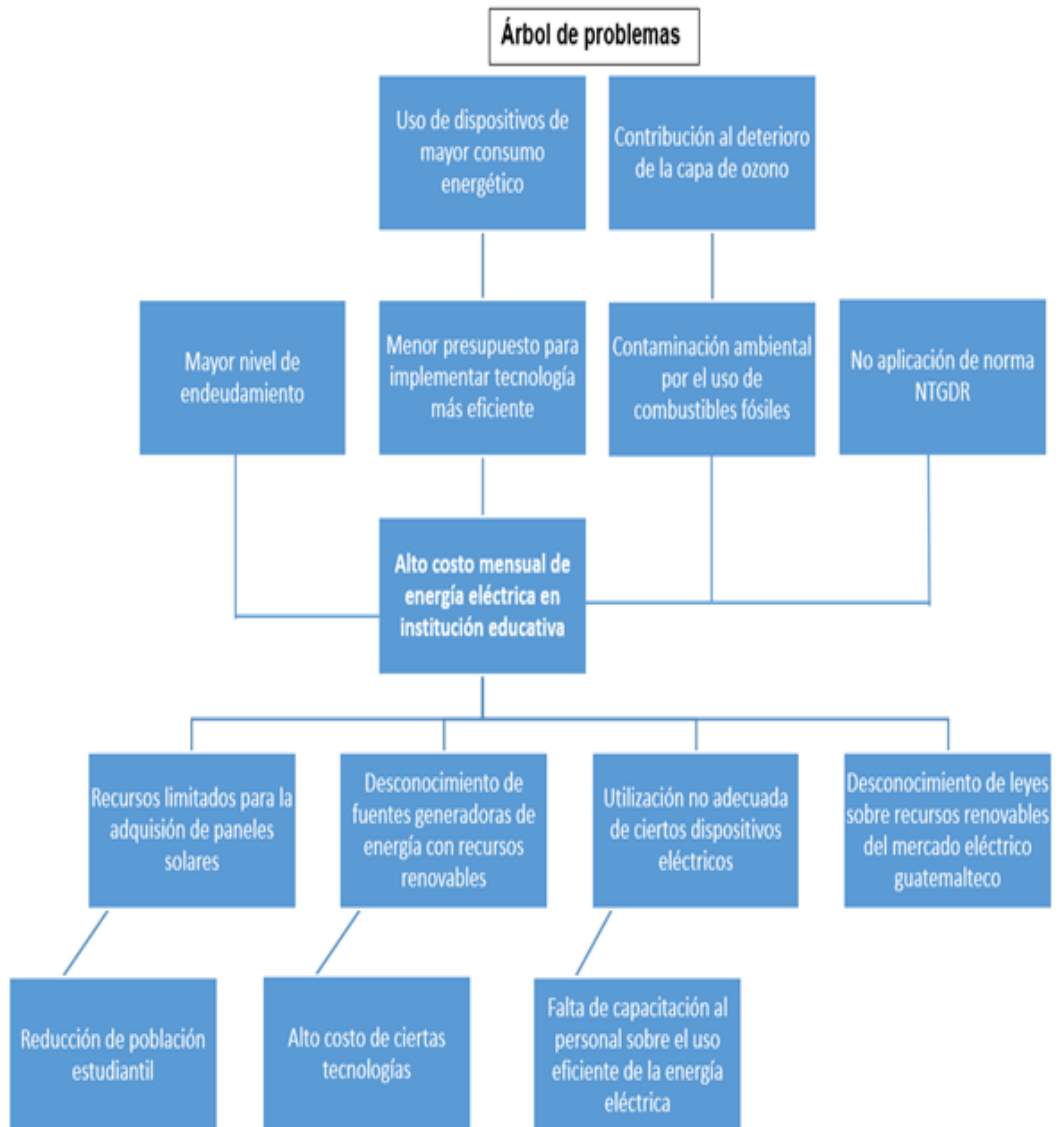 Árbol de problemas
Uso de dispositivos de
mayor consumo
energético
Contribución al deterioro
de la capa de ozono
Mayor nivel de
endeudamiento
Menor presupuesto para
implementar tecnología
más eficiente
Contaminación ambiental
por el uso de
combustibles fósiles
No aplicación de norma
NTGDR
Alto costo mensual de
energía eléctrica en
institución educativa
Recursos limitados para la
adquisión de paneles
solares
Desconocimiento de
fuentes generadoras de
energía con recursos
renovables
Utilización no adecuada
de ciertos dispositivos
eléctricos
Desconocimiento de leyes
sobre recursos renovables
del mercado eléctrico
guatemalteco
Reducción de población
estudiantil
Alto costo de ciertas
tecnologías
Falta de capacitación al
personal sobre el uso
eficiente de la energía
eléctrica